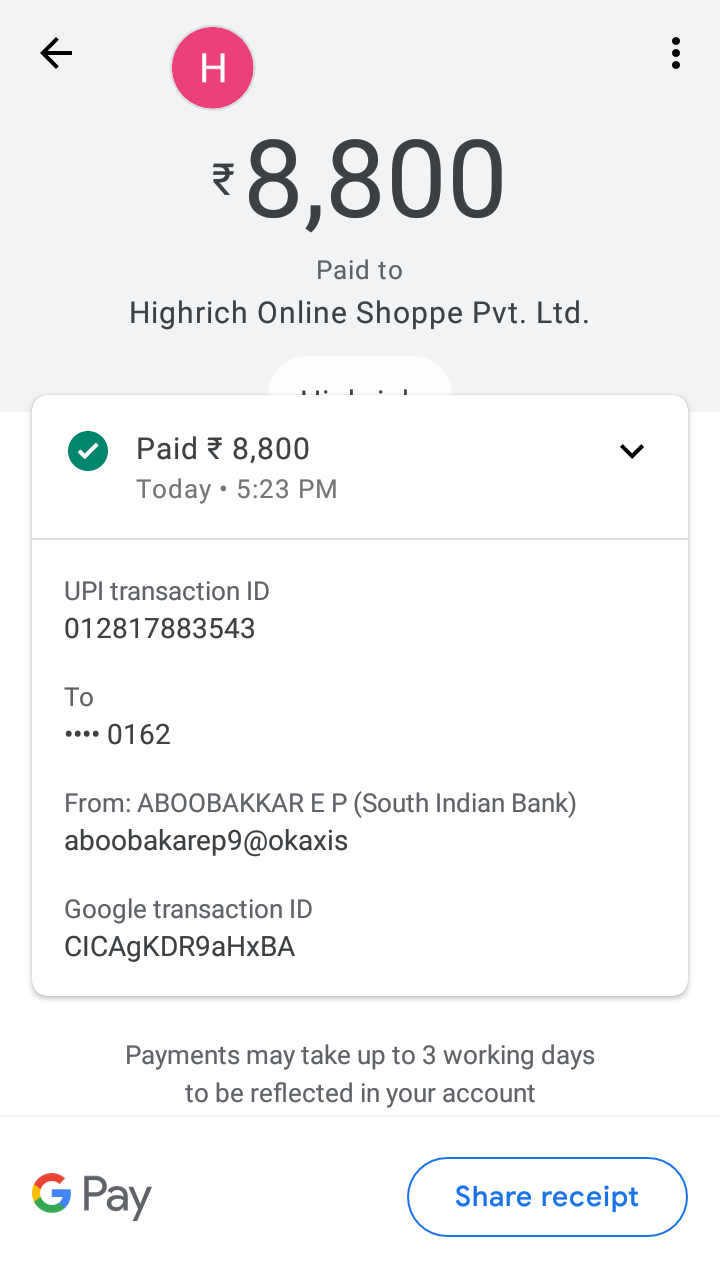 H
₹8,800
Paid to
Highrich Online Shoppe Pvt. Ltd.
Paid ₹ 8,800
Today • 5:23 PM
UPI transaction ID
012817883543
To
•••• 0162
From: ABOOBAKKAR E P (South Indian Bank)
aboobakarep9@okaxis
Google transaction ID
CICAgKDR9aHxBA
Payments may take up to 3 working days
to be reflected in your account
G Pay
Share receipt